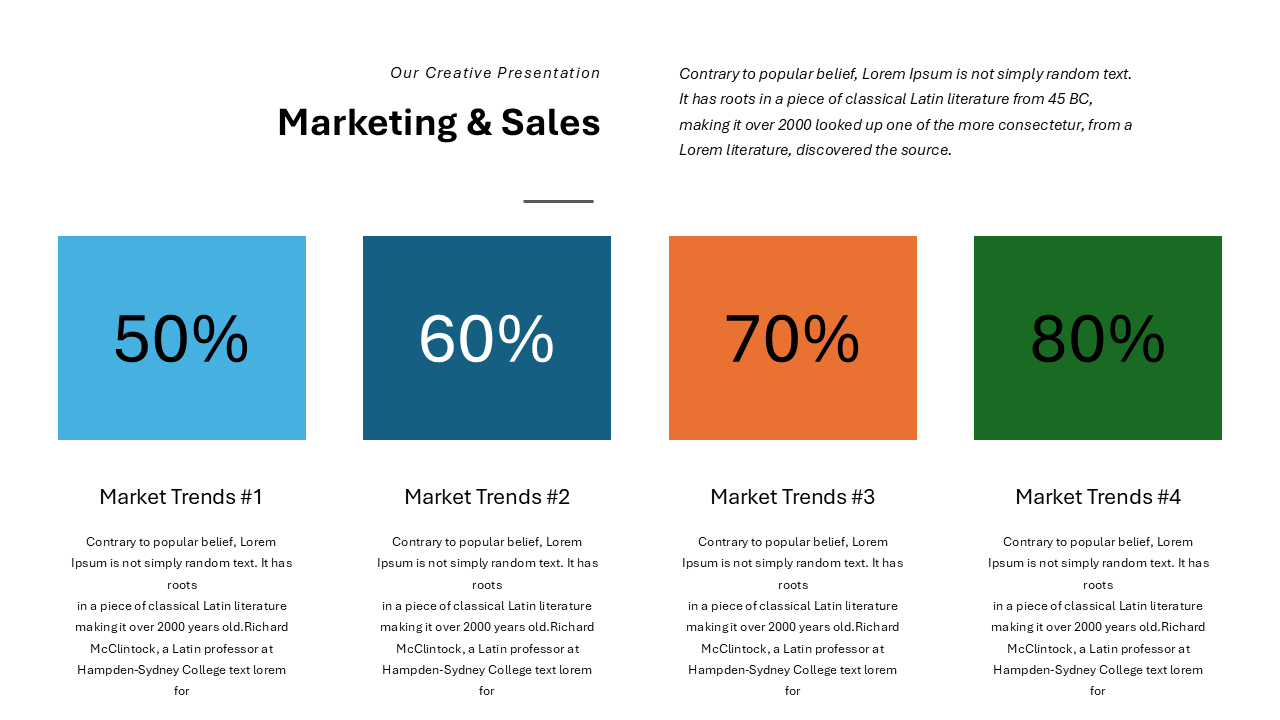 Our Creative Presentation
Marketing & Sales
Contrary to popular belief, Lorem Ipsum is not simply random text.
It has roots in a piece of classical Latin literature from 45 BC,
making it over 2000 looked up one of the more consectetur, from a
Lorem literature, discovered the source.
50%
60%
70%
80%
Market Trends #1
Contrary to popular belief, Lorem
Ipsum is not simply random text. It has
roots
in a piece of classical Latin literature
making it over 2000 years old.Richard
McClintock, a Latin professor at
Hampden-Sydney College text lorem
for
Market Trends #2
Contrary to popular belief, Lorem
Ipsum is not simply random text. It has
roots
in a piece of classical Latin literature
making it over 2000 years old.Richard
McClintock, a Latin professor at
Hampden-Sydney College text lorem
for
Market Trends #3
Contrary to popular belief, Lorem
Ipsum is not simply random text. It has
roots
in a piece of classical Latin literature
making it over 2000 years old.Richard
McClintock, a Latin professor at
Hampden-Sydney College text lorem
for
Market Trends #4
Contrary to popular belief, Lorem
Ipsum is not simply random text. It has
roots
in a piece of classical Latin literature
making it over 2000 years old.Richard
McClintock, a Latin professor at
Hampden-Sydney College text lorem
for